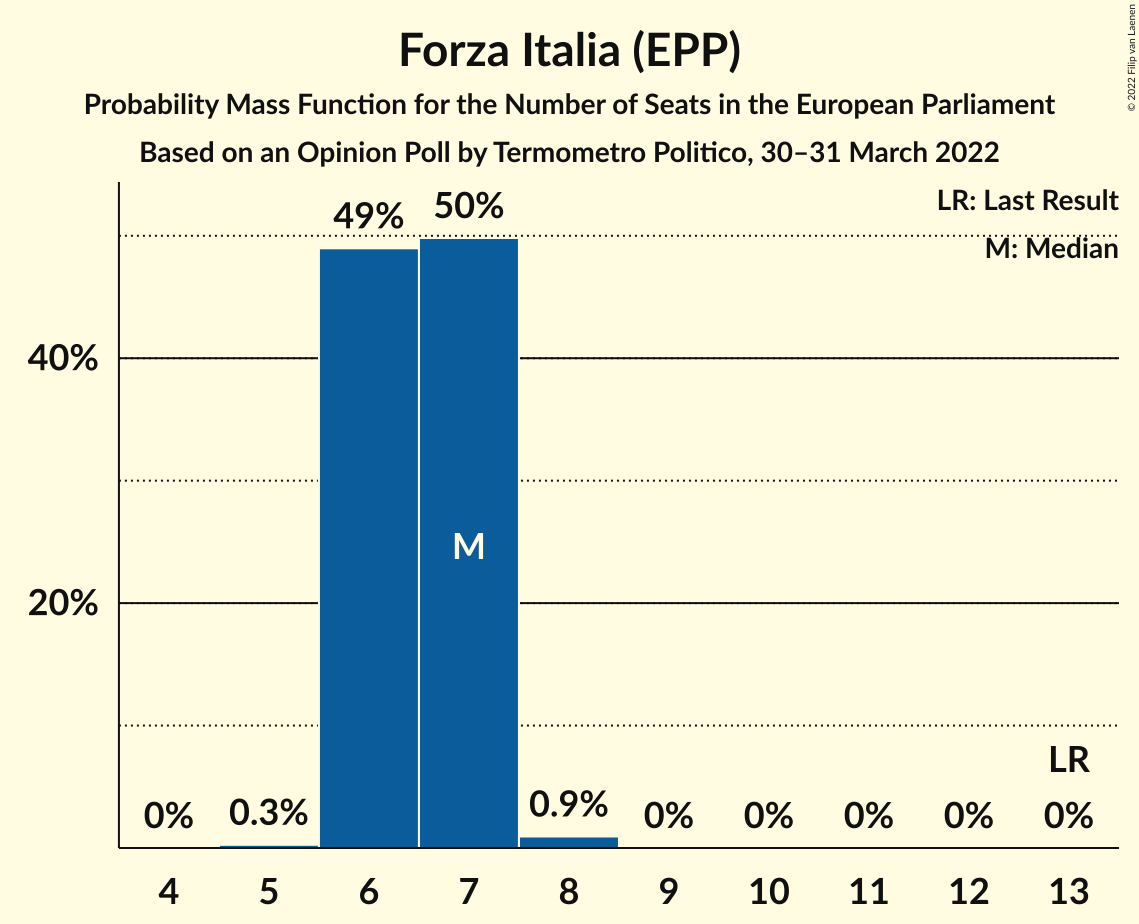 Forza Italia (EPP)
Probability Mass Function for the Number of Seats in the European Parliament
Based on an Opinion Poll by Termometro Politico, 30–31 March 2022
© 2022 Filip van Laenen
LR: Last Result
M: Median
49% 50%
40%
M
20%
LR
0% 0.3% 0.9% 0% 0% 0% 0% 0%
4 5 6 7 8 9 10 11 12 13